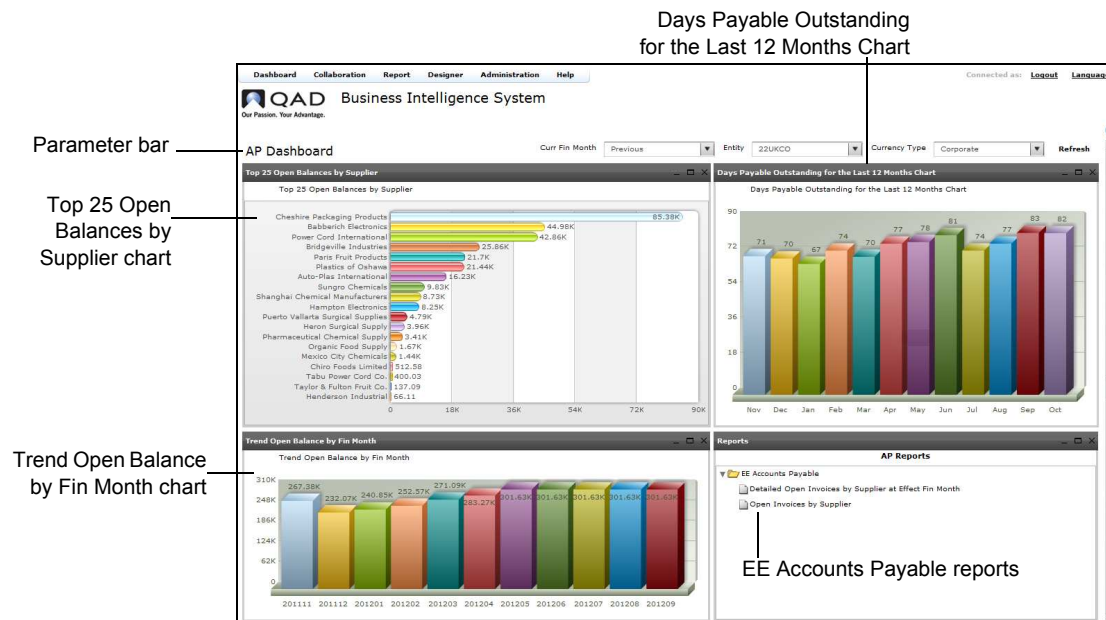 Days Payable Outstanding
for the Last 12 Months Chart
Dashboard Collaboration Report Designer Administration Help
Connected as: Logout Languag
QAD Business Intelligence System
Our Passion. Your Advantage.
Parameter bar
AP Dashboard Curr Fin Month Previous Entity 22UKCO Currency Type Corporate Refresh
Top 25 Open Balances by Supplier
Top 25 Open Balances by Supplier
Top 25 Open
Balances by
Supplier chart
Cheshire Packaging Products 85.38K
Babberich Electronics 44.98K
Power Cord International 42.86K
Bridgeville Industries 25.86K
Paris Fruit Products 21.7K
Plastics of Oshawa 21.44K
Auto-Plas International 16.23K
Sungro Chemicals 9.83K
Shanghai Chemical Manufacturers 8.73K
Hampton Electronics 8.25K
Puerto Vallarta Surgical Supplies 4.79K
Heron Surgical Supply 3.96K
Pharmaceutical Chemical Supply 3.41K
Organic Food Supply 1.67K
Mexico City Chemicals 1.44K
Chiro Foods Limited 512.58
Tabu Power Cord Co. 400.03
Taylor & Fulton Fruit Co. 137.09
Henderson Industrial 66.11
0 18K 36K 54K 72K 90K
Days Payable Outstanding for the Last 12 Months Chart
Days Payable Outstanding for the Last 12 Months Chart
90
72
54
36
18
0
71 70 67 74 70 77 78 81 74 77 83 82
Nov Dec Jan Feb Mar Apr May Jun Jul Aug Sep Oct
Trend Open Balance by Fin Month
Trend Open Balance by Fin Month
Trend Open Balance
by Fin Month chart
310K
248K
186K
124K
62K
0
267.38K 232.07K 240.85K 252.57K 271.09K 283.27K 301.63K 301.63K 301.63K 301.63K 301.63K
201111 201112 201201 201202 201203 201204 201205 201206 201207 201208 201209
Reports
AP Reports
EE Accounts Payable
Detailed Open Invoices by Supplier at Effect Fin Month
Open Invoices by Supplier
EE Accounts Payable reports